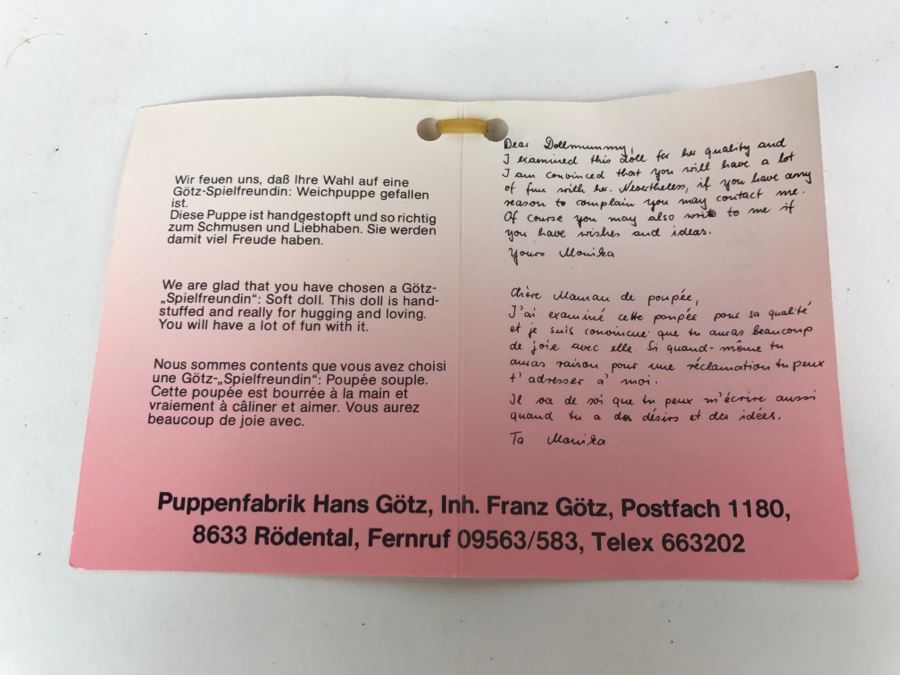 Wir feuen uns, daß Ihre Wahl auf eine
Götz-Spielfreundin: Weichpuppe gefallen
ist.
Diese Puppe ist handgestopft und so richtig
zum Schmusen und Liebhaben. Sie werden
damit viel Freude haben.
We are glad that you have chosen a Götz-
„Spielfreundin“: Soft doll. This doll is hand-
stuffed and really for hugging and loving.
You will have a lot of fun with it.
Nous sommes contents que vous avez choisi
une Götz-„Spielfreundin“: Poupée souple.
Cette poupée est bourrée à la main et
vraiement à câliner et aimer. Vous aurez
beaucoup de joie avec.
Dear Dollmummy,
I examined this doll for her quality and
I am convinced that you will have a lot
of fun with her. Nevertheless, if you have any
reason to complain you may contact me.
Of course you may also write to me if
you have wishes and ideas.
Yours Monika
Chère Maman de poupée,
J'ai examiné cette poupée pour sa qualité
et je suis convaincue que tu auras beaucoup
de joie avec elle. Si quand-même tu
auras raison pour une réclamation tu peux
t'adresser à moi.
Il va de soi que tu peux m'écrire aussi
quand tu a des désirs et des idées.
Ta Monika
Puppenfabrik Hans Götz, Inh. Franz Götz, Postfach 1180,
8633 Rödental, Fernruf 09563/583, Telex 663202